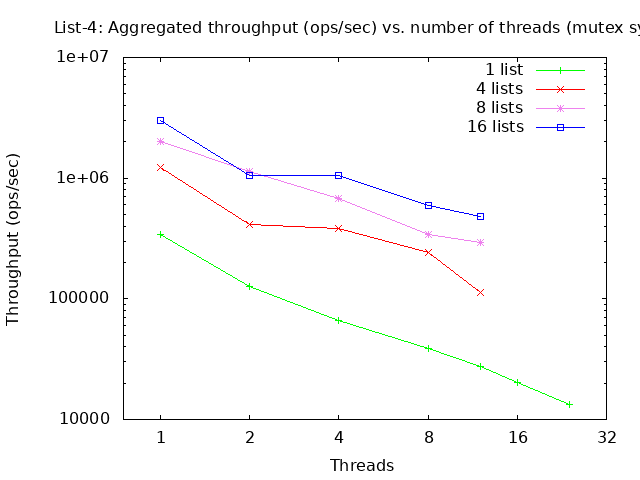 List-4: Aggregated throughput (ops/sec) vs. number of threads (mutex sy
1e+07
1 list
4 lists
8 lists
16 lists
1e+06
100000
10000
Throughput (ops/sec)
1 2 4 8 16 32
Threads